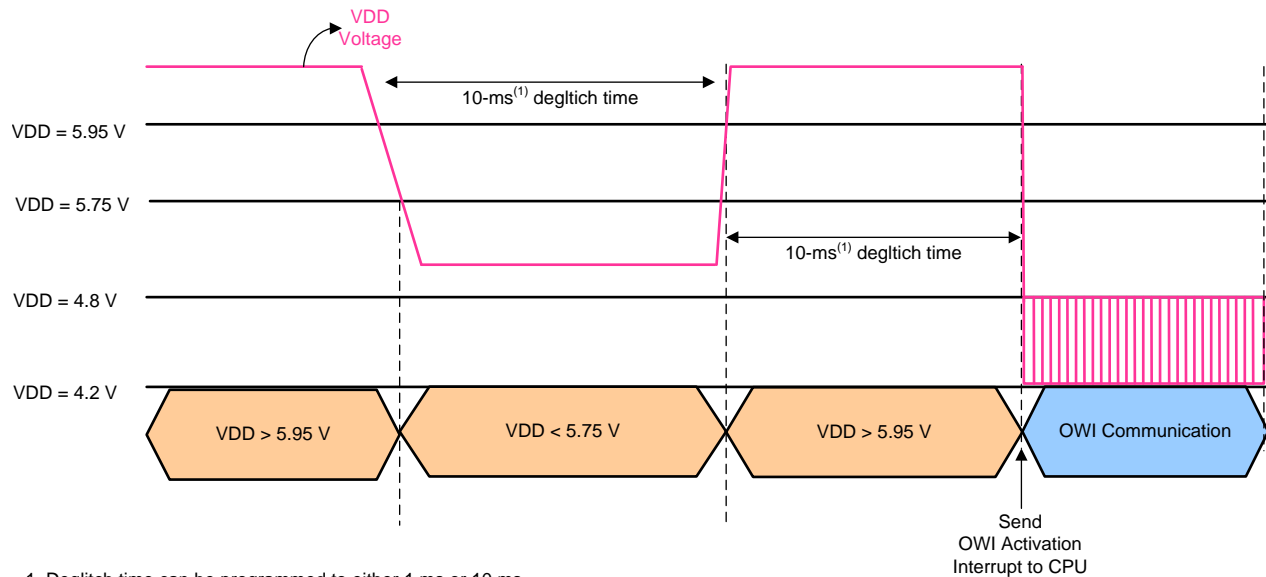 VDD
Voltage
10-ms(1) degltich time
VDD = 5.95 V
VDD = 5.75 V
10-ms(1) degltich time
VDD = 4.8 V
VDD = 4.2 V
VDD > 5.95 V
VDD < 5.75 V
VDD > 5.95 V
OWI Communication
Send
OWI Activation
Interrupt to CPU